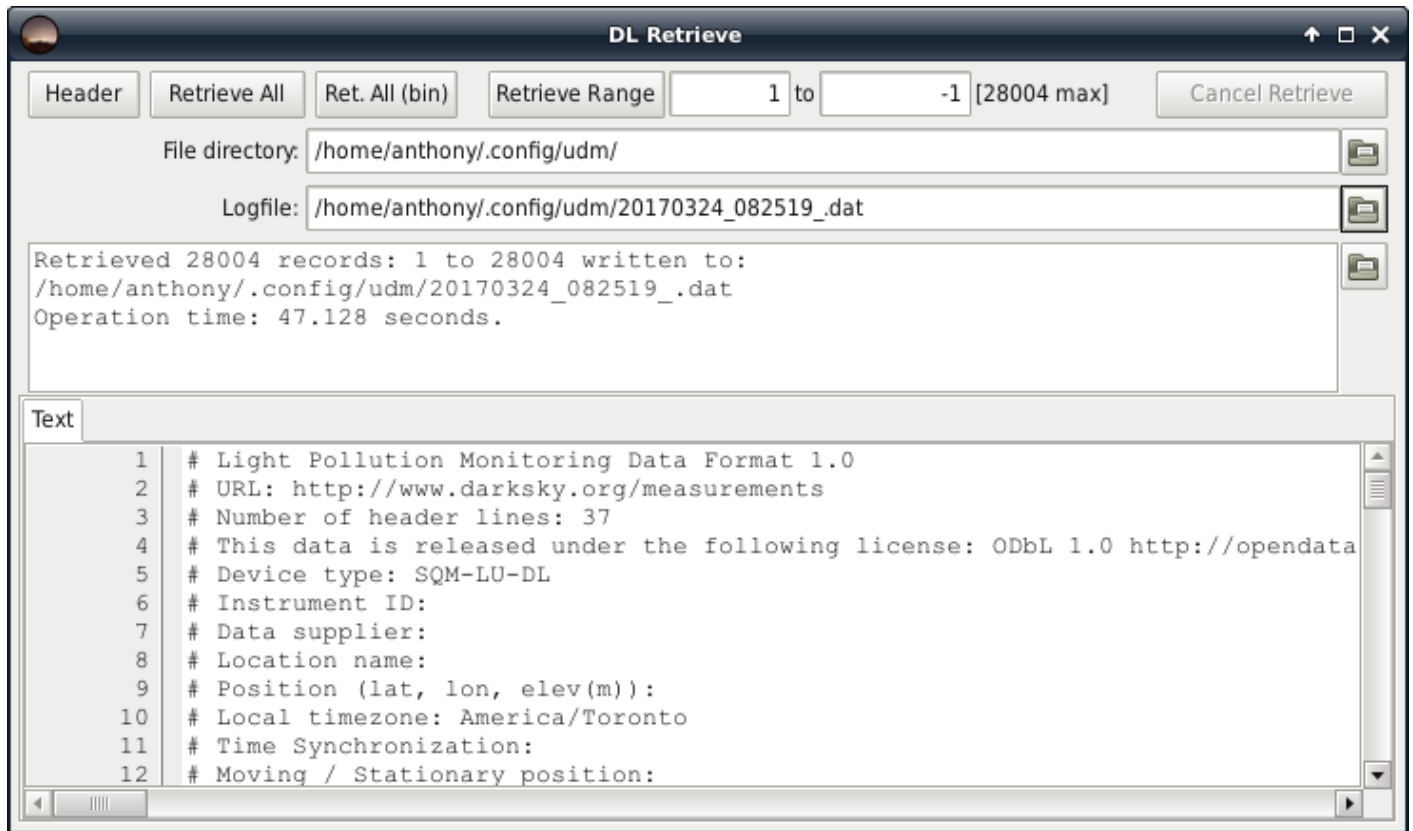 DL Retrieve
Header Retrieve All Ret. All (bin) Retrieve Range 1 to -1 [28004 max] Cancel Retrieve
File directory: /home/anthony/.config/udm/
Logfile: /home/anthony/.config/udm/20170324_082519_.dat
Retrieved 28004 records: 1 to 28004 written to:
/home/anthony/.config/udm/20170324_082519_.dat
Operation time: 47.128 seconds.
Text
1 # Light Pollution Monitoring Data Format 1.0
2 # URL: http://www.darksky.org/measurements
3 # Number of header lines: 37
4 # This data is released under the following license: ODbL 1.0 http://opendata
5 # Device type: SQM-LU-DL
6 # Instrument ID:
7 # Data supplier:
8 # Location name:
9 # Position (lat, lon, elev(m)):
10 # Local timezone: America/Toronto
11 # Time Synchronization:
12 # Moving / Stationary position: